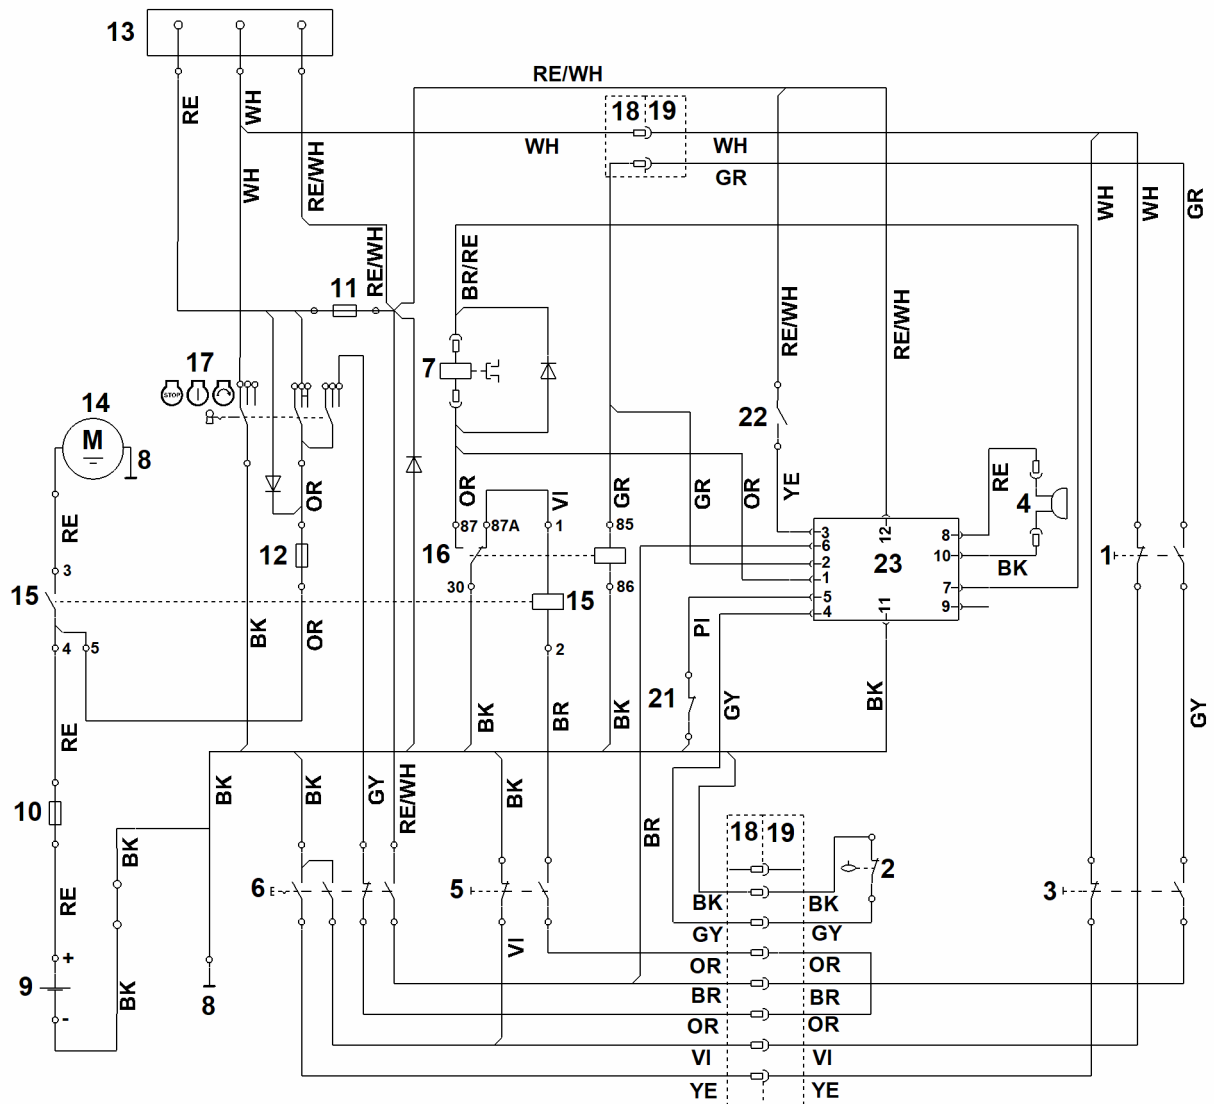 13
RE/WH
18 19
RE
WH
WH
WH
GR
WH
RE/WH
WH
WH
GR
RE/WH
BR/RE
11
RE/WH
RE/WH
17
7
STOP
14
22
M
8
RE
OR
OR
VI
GR
GR
OR
YE
RE
4
87
87A
1
85
3
6
2
1
5
4
12
23
11
8
10
7
9
16
12
BK
1
3
30
86
15
15
BK
OR
PI
4
5
2
21
GY
BK
RE
BK
BR
BK
GY
BK
BK
GY
RE/WH
BK
10
BR
18 19
BK
2
6
5
3
RE
BK
BK
GY
GY
VI
+
OR
OR
9
BK
8
BR
BR
-
OR
OR
VI
VI
YE
YE